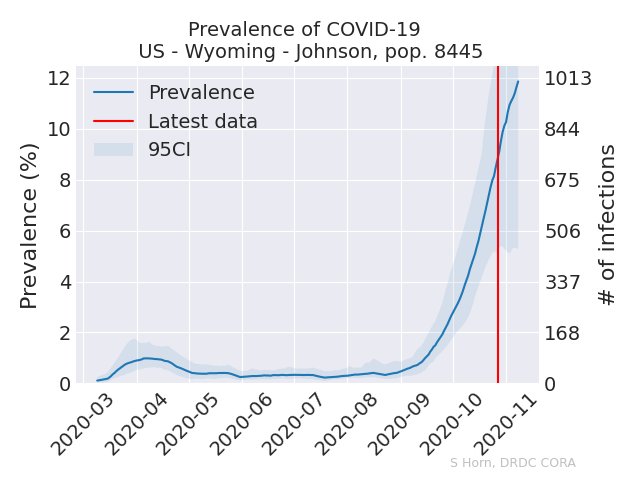 Prevalence of COVID-19
US - Wyoming - Johnson, pop. 8445
Prevalence
Latest data
95CI
Prevalence (%)
12
10
8
6
4
2
0
1013
844
675
506
337
168
0
# of infections
2020-03
2020-04
2020-05
2020-06
2020-07
2020-08
2020-09
2020-10
2020-11
S Horn, DRDC CORA